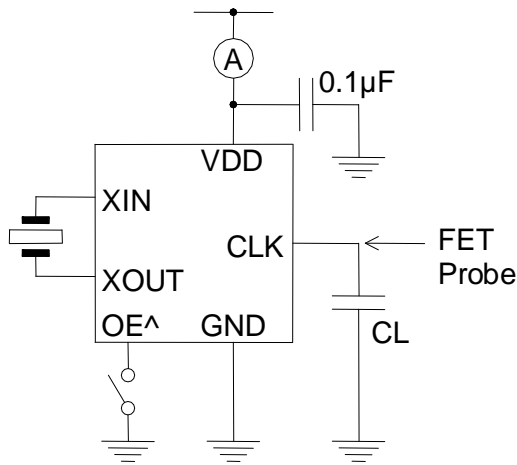 A
0.1µF
VDD
XIN
CLK
FET
Probe
XOUT
OE^
GND
CL